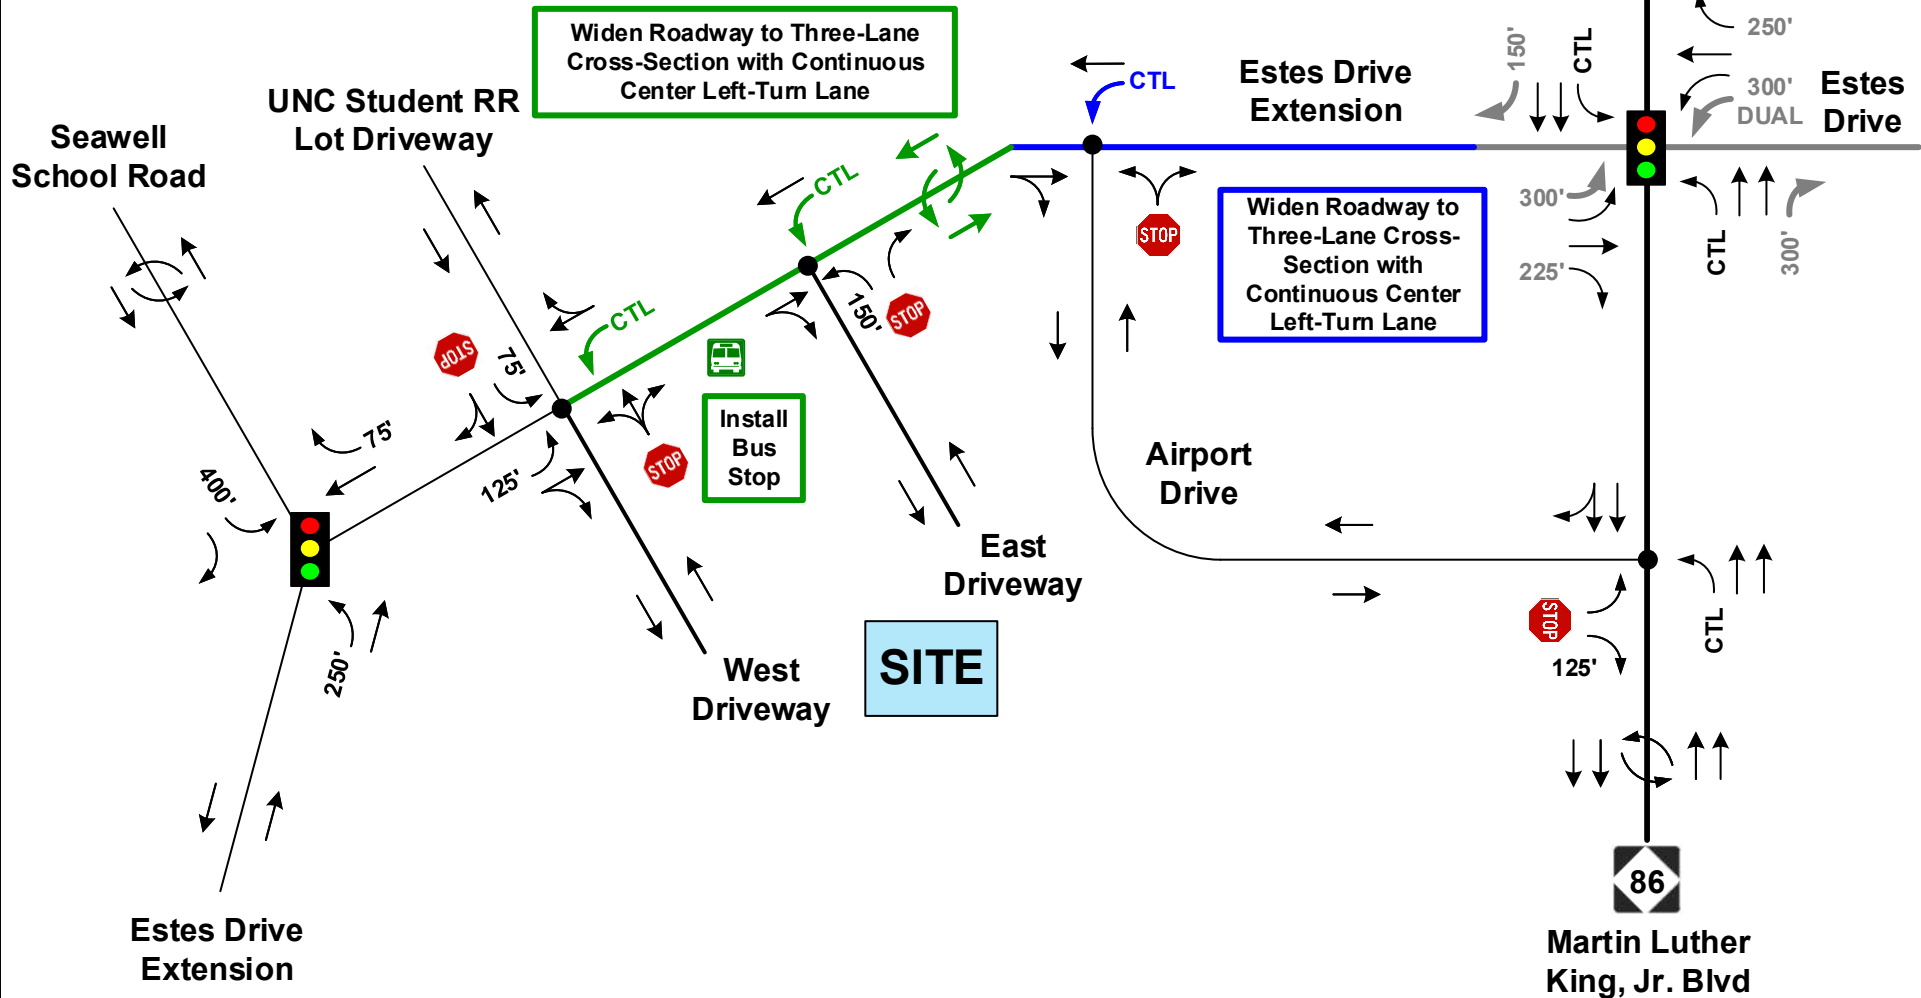 Widen Roadway to Three-Lane
Cross-Section with Continuous
Center Left-Turn Lane
250'
150'
CTL
CTL
Estes Drive
Extension
300'
DUAL
Estes
Drive
UNC Student RR
Lot Driveway
Seawell
School Road
CTL
300'
225'
CTL
300'
Widen Roadway to
Three-Lane Cross-
Section with
Continuous Center
Left-Turn Lane
STOP
150'
STOP
CTL
STOP
75'
Install
Bus
Stop
75'
400'
125'
STOP
Airport
Drive
East
Driveway
STOP
125'
CTL
250'
West
Driveway
SITE
86
Estes Drive
Extension
Martin Luther
King, Jr. Blvd